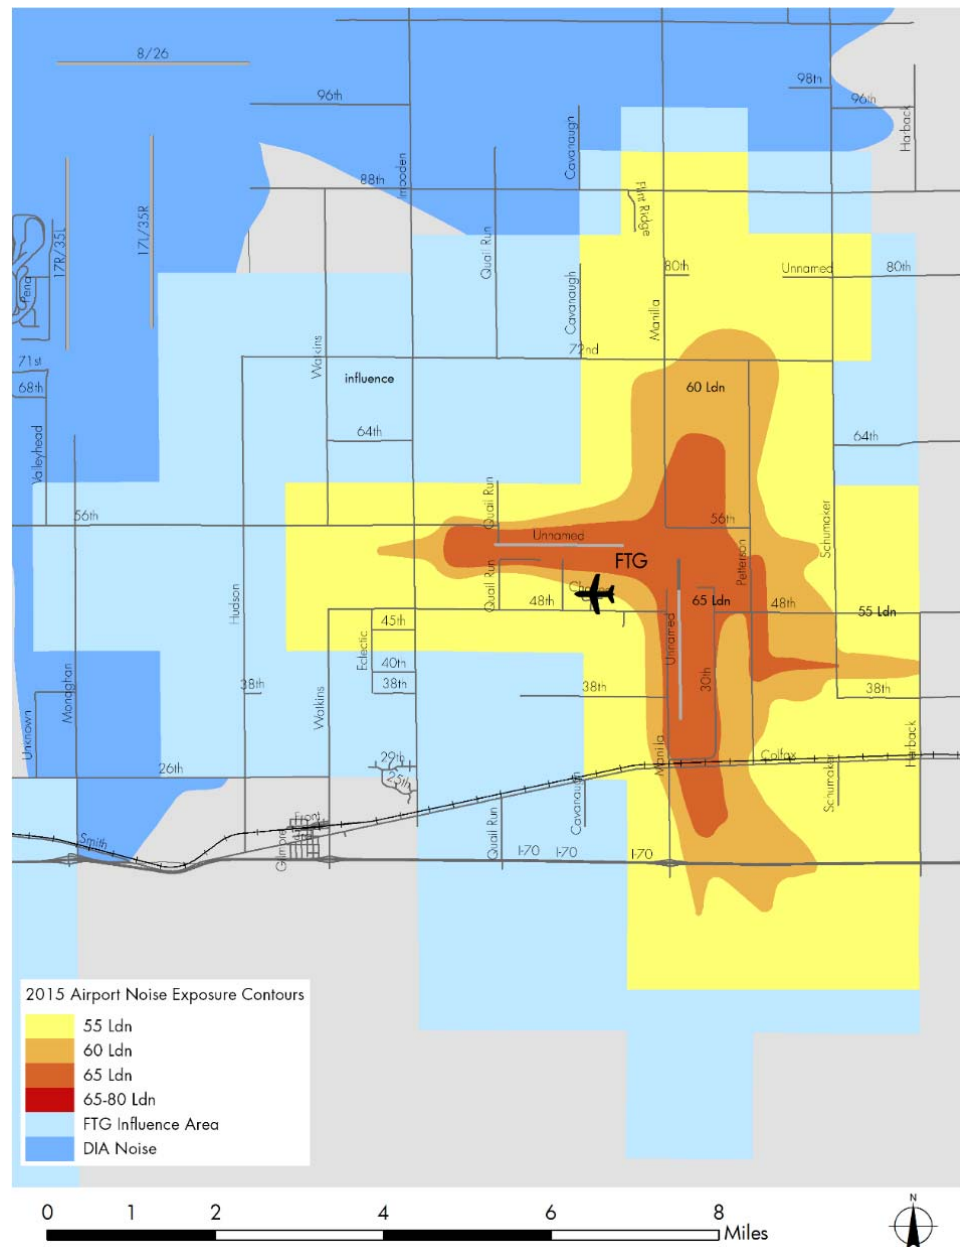 8/26
98th
96th
96th
Harback
Cavanaugh
Imboden
88th
Flint Ridge
17R/35L
17L/35R
Quail Run
Pena
Cavanaugh
80th
Unnamed
80th
Manilla
72nd
71st
Watkins
influence
68th
60 Ldn
Valleyhead
64th
64th
Quail Run
56th
Unnamed
56th
Schumaker
FTG
Petterson
Quail Run
Hudson
48th
65 Ldn
48th
55 Ldn
45th
Eclectic
Unnamed
40th
38th
38th
38th
30th
38th
Monaghan
Watkins
Unknown
Manilla
Colfax
Harback
29th
26th
25th
Cavanaugh
Schumaker
Smith
Quail Run
Gilmore
I-70
I-70
I-70
2015 Airport Noise Exposure Contours
55 Ldn
60 Ldn
65 Ldn
65-80 Ldn
FTG Influence Area
DIA Noise
0 1 2 4 6 8 Miles
N